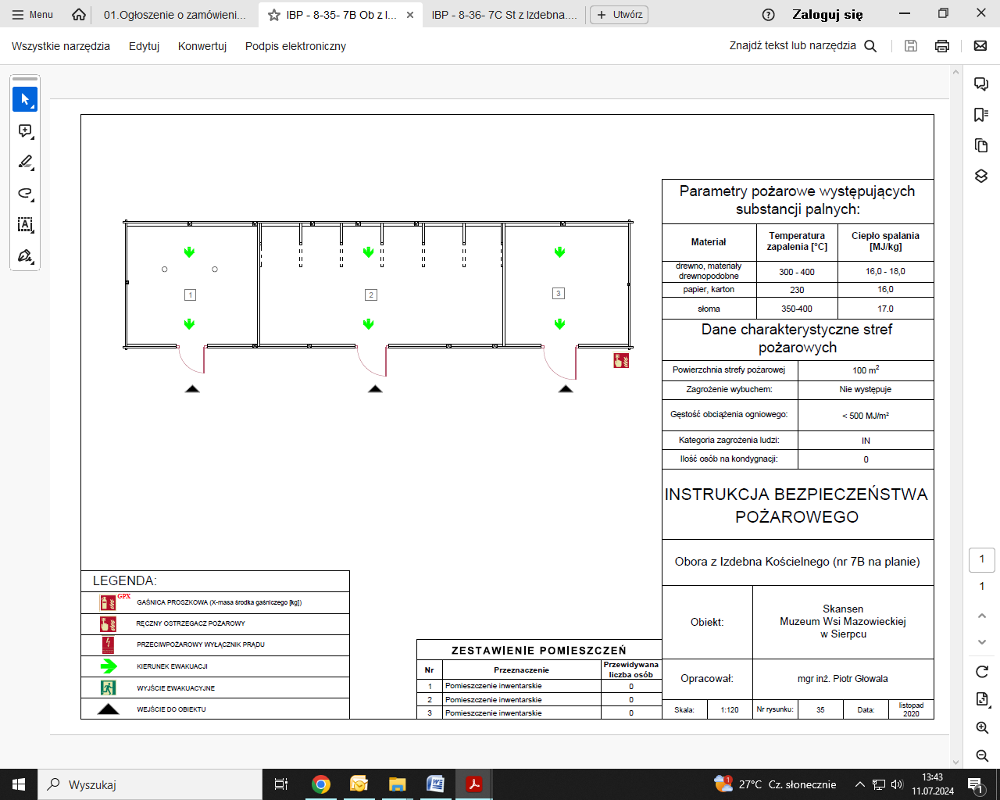 Menu
01.Ogłoszenie o zamówieni...
IBP - 8-35- 7B Ob z I...
IBP - 8-36- 7C St z Izdebna....
Utwórz
Zaloguj się
Wszystkie narzędzia
Edytuj
Konwertuj
Podpis elektroniczny
Znajdź tekst lub narzędzia
1
2
3
Parametry pożarowe występujących
substancji palnych:
Materiał
Temperatura
zapalenia [°C]
Ciepło spalania
[MJ/kg]
drewno, materiały
drewnopodobne
300 - 400
16,0 - 18,0
papier, karton
230
16,0
słoma
350-400
17.0
Dane charakterystyczne stref
pożarowych
Powierzchnia strefy pożarowej
100 m²
Zagrożenie wybuchem:
Nie występuje
Gęstość obciążenia ogniowego:
< 500 MJ/m²
Kategoria zagrożenia ludzi:
IN
Ilość osób na kondygnacji:
0
INSTRUKCJA BEZPIECZEŃSTWA
POŻAROWEGO
Obora z Izdebna Kościelnego (nr 7B na planie)
Obiekt:
Skansen
Muzeum Wsi Mazowieckiej
w Sierpcu
Opracował:
mgr inż. Piotr Głowala
Skala:
1:120
Nr rysunku:
35
Data:
listopad
2020
LEGENDA:
GPX
GAŚNICA PROSZKOWA (X-masa środka gaśniczego [kg])
RĘCZNY OSTRZEGACZ POŻAROWY
PRZECIWPOŻAROWY WYŁĄCZNIK PRĄDU
KIERUNEK EWAKUACJI
WYJŚCIE EWAKUACYJNE
WEJŚCIE DO OBIEKTU
ZESTAWIENIE POMIESZCZEŃ
Nr
Przeznaczenie
Przewidywana
liczba osób
1
Pomieszczenie inwentarskie
0
2
Pomieszczenie inwentarskie
0
3
Pomieszczenie inwentarskie
0
1
1
Wyszukaj
1
27°C Cz. słonecznie
13:43
11.07.2024
1